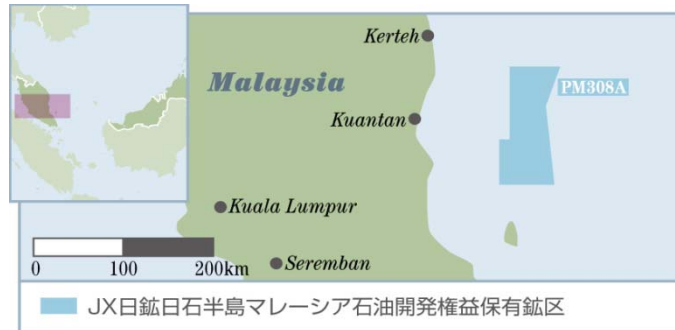 Kerteh
Malaysia
PM308A
Kuantan
Kuala Lumpur
Seremban
0 100 200km
JX日鉱日石半島マレーシア石油開発権益保有鉱区